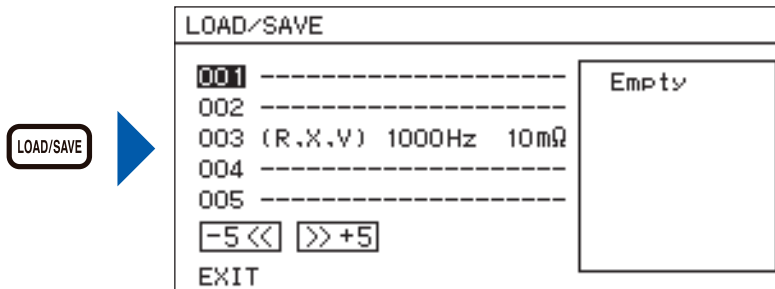 LOAD/SAVE
LOAD/SAVE
001 -------------------
002 -------------------
003 (R,X,V) 1000Hz 10mΩ
004 -------------------
005 -------------------
-5<< >>+5
EXIT
Empty